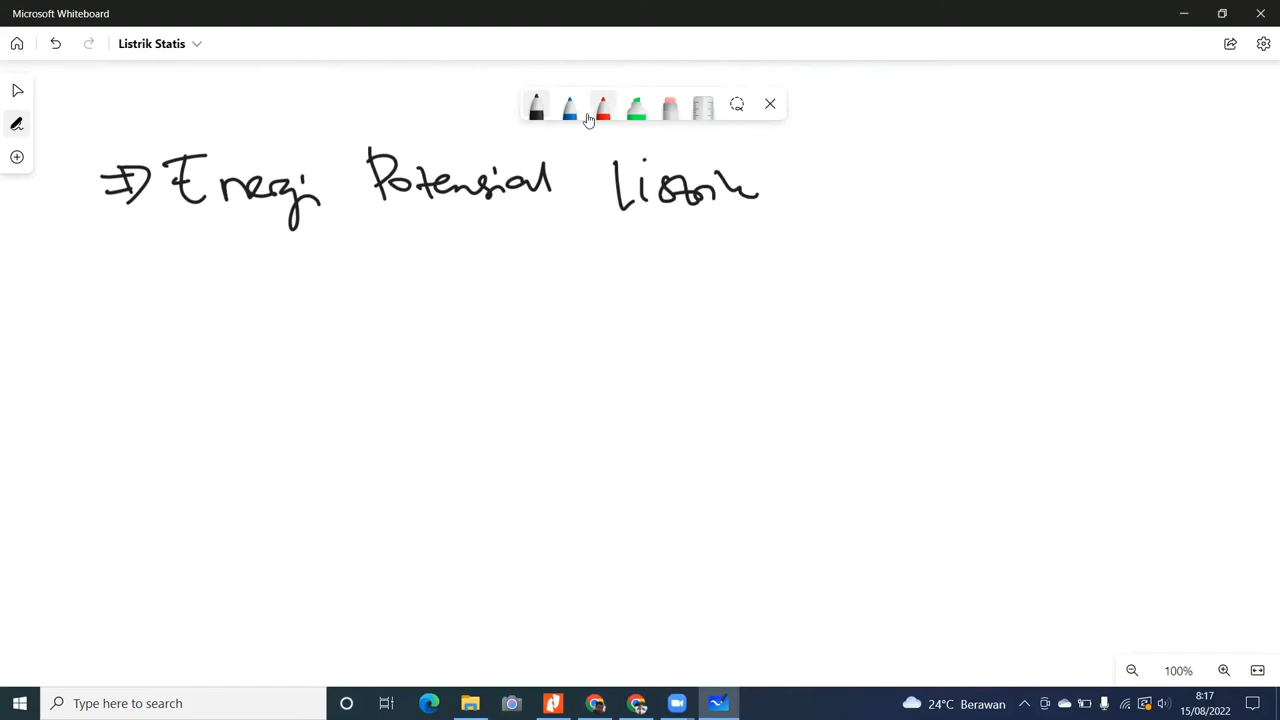 Microsoft Whiteboard
Listrik Statis
⇒ Energi Potensial Listrik
100%
Type here to search
24°C Berawan
8:17
15/08/2022